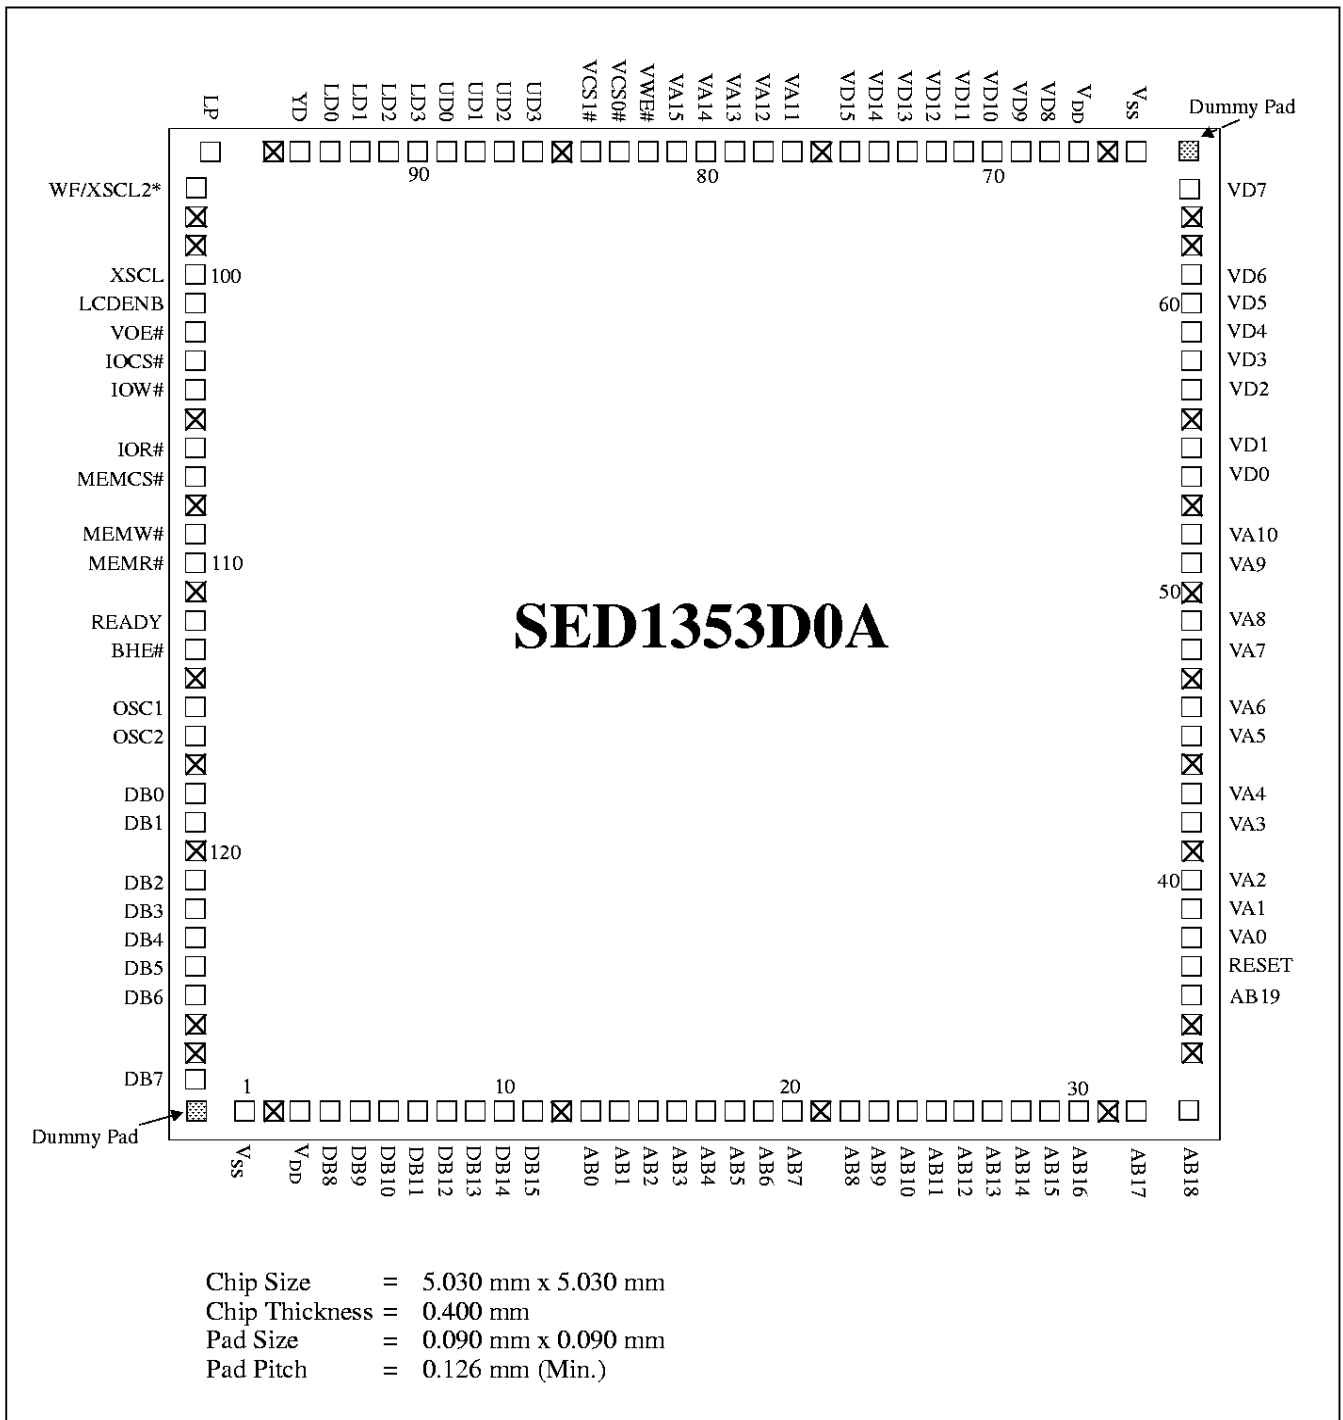 LP
YD
LD0
LD1
LD2
LD3
UD0
UD1
UD2
UD3
VCS1#
VCS0#
VWE#
VA15
VA14
VA13
VA12
VA11
VD15
VD14
VD13
VD12
VD11
VD10
VD9
VD8
VDD
VSS
Dummy Pad
90
80
70
WF/XSCL2*
VD7
XSCL
100
VD6
LCDENB
60
VD5
VOE#
VD4
IOCS#
VD3
IOW#
VD2
IOR#
VD1
MEMCS#
VD0
MEMW#
VA10
MEMR#
110
VA9
50
READY
VA8
SED1353D0A
BHE#
VA7
OSC1
VA6
OSC2
VA5
DB0
VA4
DB1
VA3
120
DB2
40
VA2
DB3
VA1
DB4
VA0
DB5
RESET
DB6
AB19
DB7
1
10
20
30
Dummy Pad
VSS
VDD
DB8
DB9
DB10
DB11
DB12
DB13
DB14
DB15
AB0
AB1
AB2
AB3
AB4
AB5
AB6
AB7
AB8
AB9
AB10
AB11
AB12
AB13
AB14
AB15
AB16
AB17
AB18
Chip Size = 5.030 mm x 5.030 mm
Chip Thickness = 0.400 mm
Pad Size = 0.090 mm x 0.090 mm
Pad Pitch = 0.126 mm (Min.)